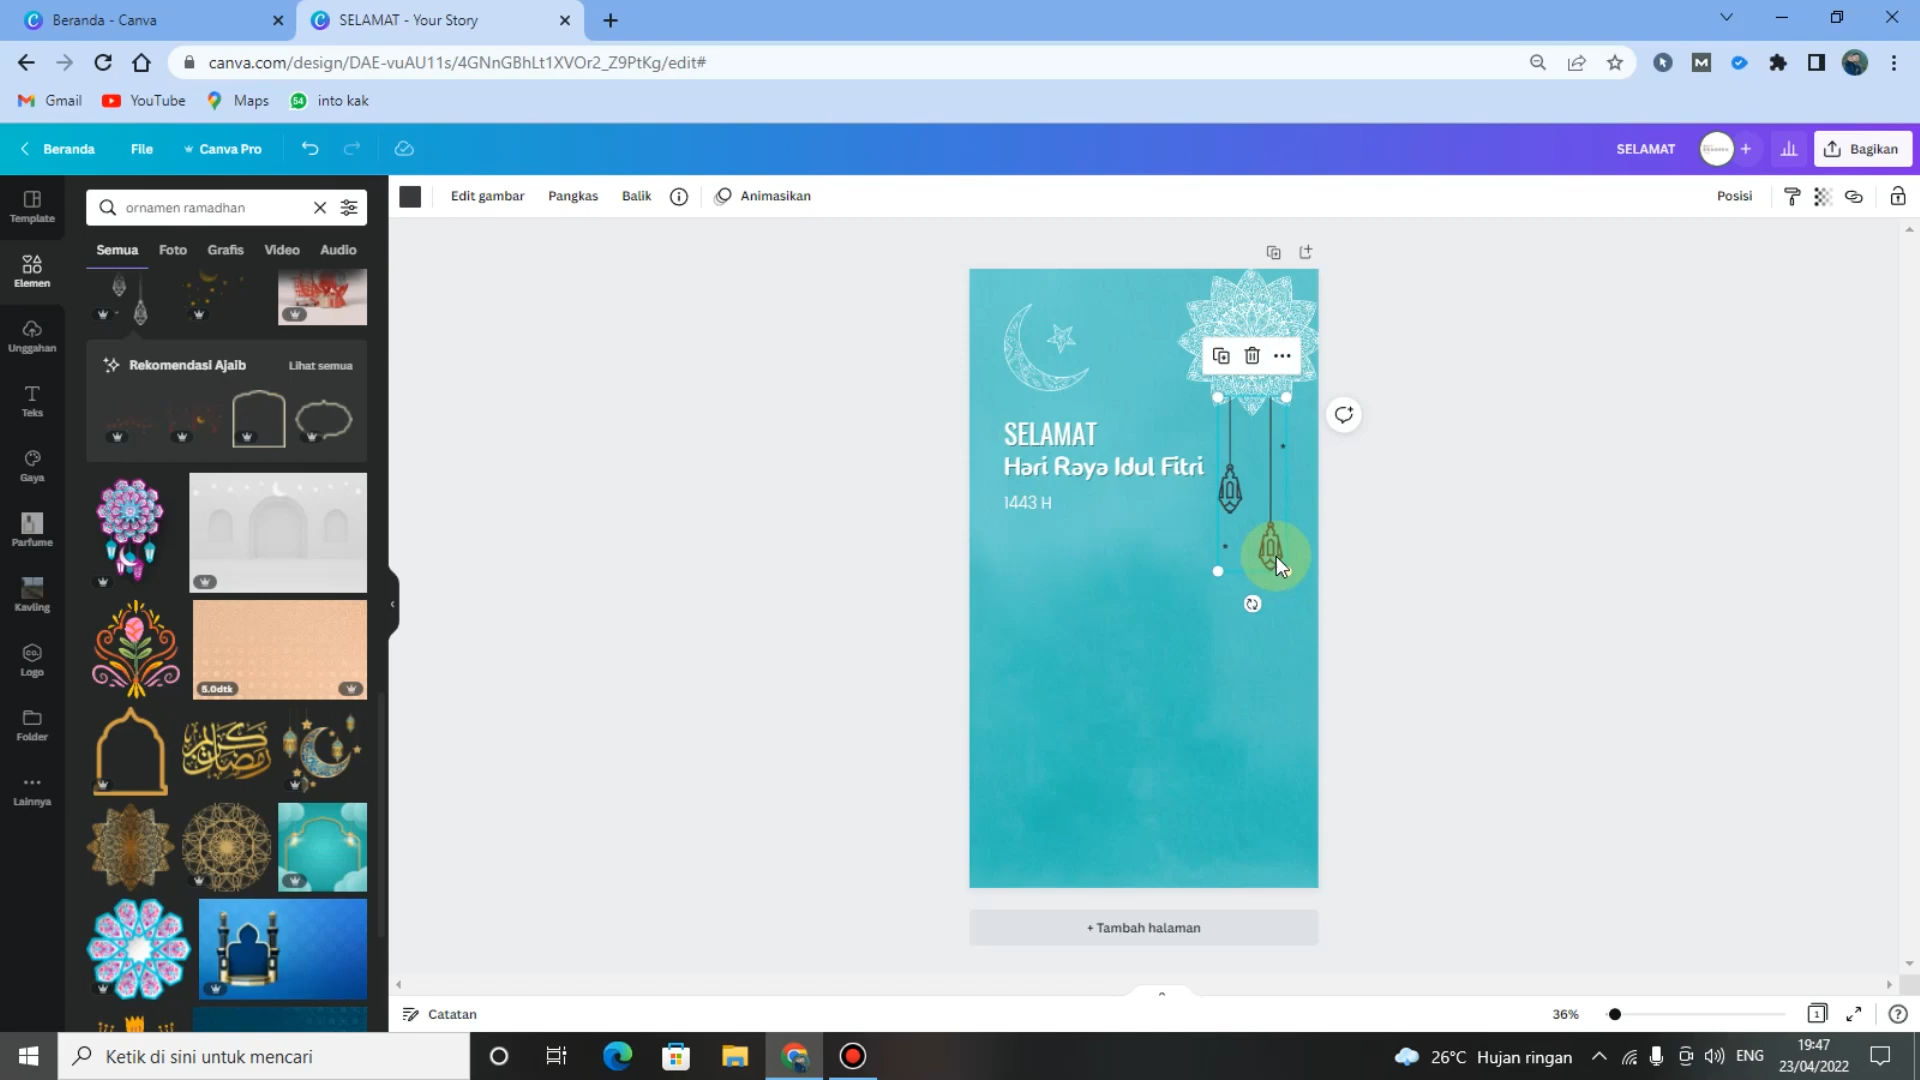 Beranda - Canva
SELAMAT - Your Story
canva.com/design/DAE-vuAU11s/4GNnGBhLt1XVOr2_Z9PtKg/edit#
Gmail
YouTube
Maps
54
into kak
Beranda
File
Canva Pro
SELAMAT
Bagikan
Template
Elemen
Unggahan
Teks
Gaya
Parfume
Kavling
Logo
Folder
Lainnya
ornamen ramadhan
Semua
Foto
Grafis
Video
Audio
Rekomendasi Ajaib
Lihat semua
5.0dtk
رمضان كريم
Edit gambar
Pangkas
Balik
Animasikan
Posisi
SELAMAT
Hari Raya Idul Fitri
1443 H
+ Tambah halaman
Catatan
36%
1
Ketik di sini untuk mencari
26°C Hujan ringan
ENG
19:47
23/04/2022